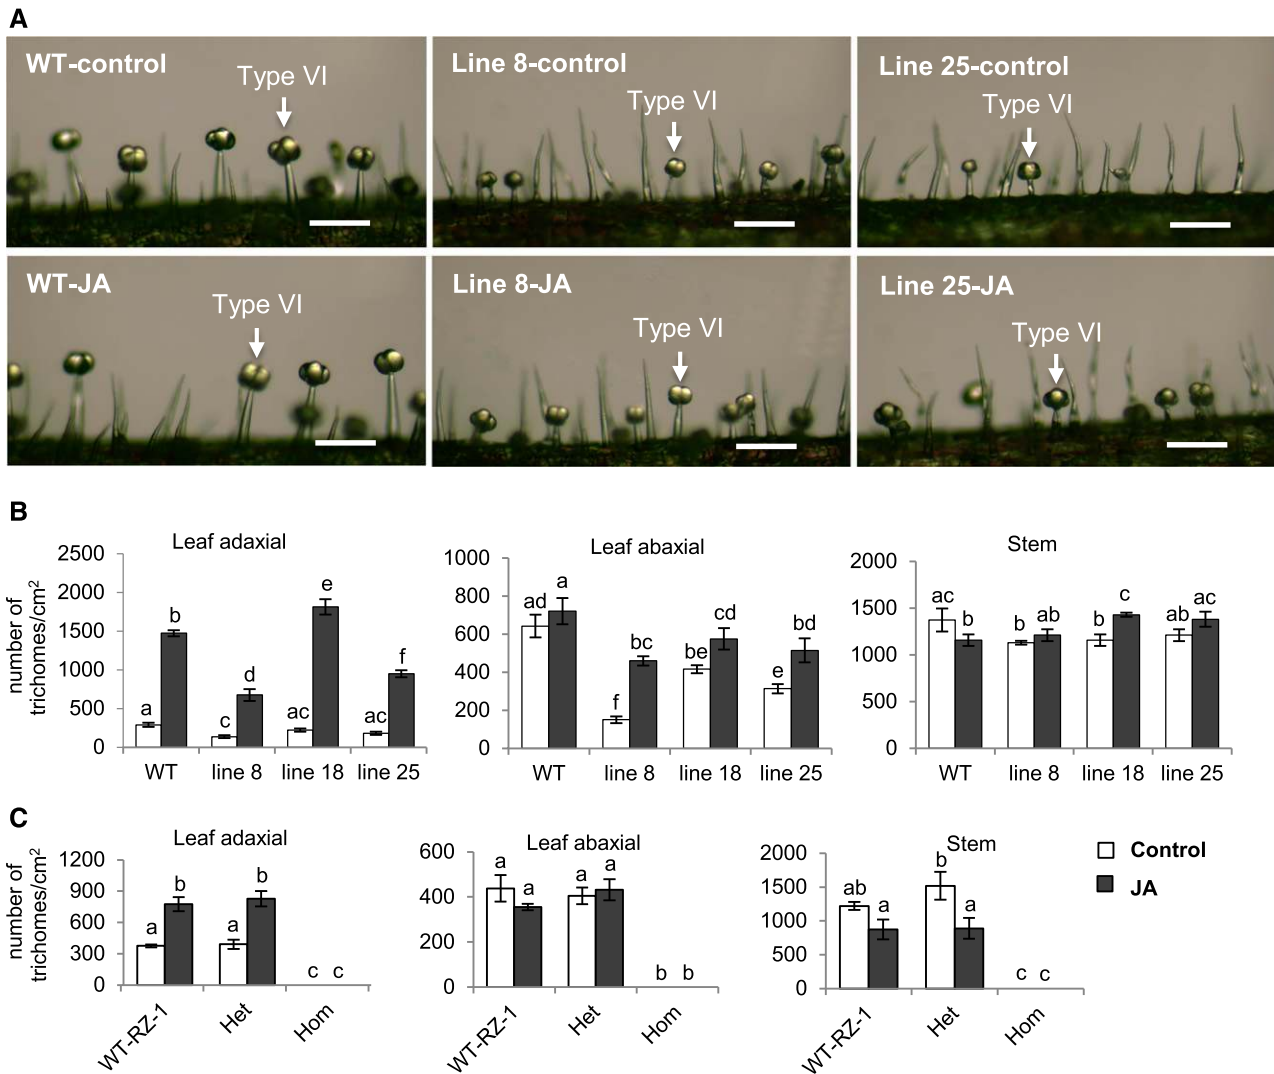 A
WT-control
Type VI
Line 8-control
Type VI
Line 25-control
Type VI
WT-JA
Type VI
Line 8-JA
Type VI
Line 25-JA
Type VI
B
Leaf adaxial
number of
trichomes/cm²
2500
2000
1500
1000
500
0
a b c d ac e ac f
WT line 8 line 18 line 25
Leaf abaxial
1000
800
600
400
200
0
ad a f bc be cd e bd
WT line 8 line 18 line 25
Stem
2000
1500
1000
500
0
ac b b ab b c ab ac
WT line 8 line 18 line 25
C
Leaf adaxial
number of
trichomes/cm²
1200
900
600
300
0
a b a b c c
WT-RZ-1 Het Hom
Leaf abaxial
600
400
200
0
a a a a b b
WT-RZ-1 Het Hom
Stem
2000
1500
1000
500
0
ab a b a c c
WT-RZ-1 Het Hom
Control
JA